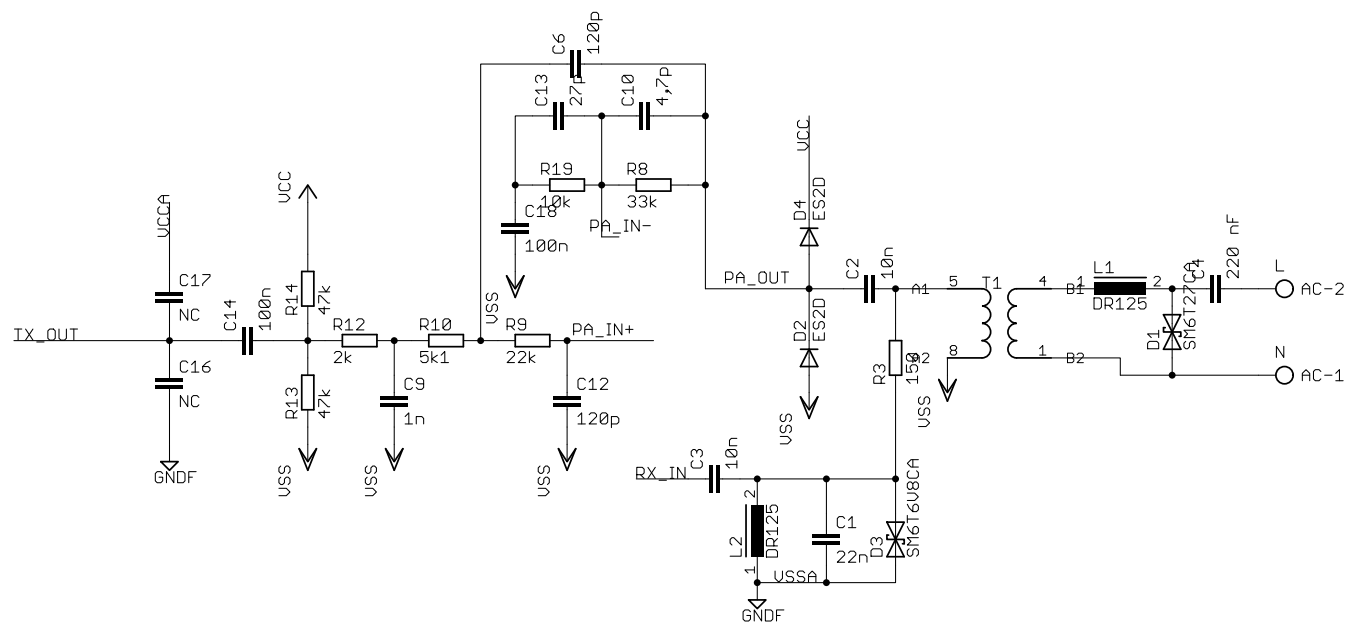 C6
120p
C13
27p
C10
4,7p
R19
10k
R8
33k
C18
100n
PA_IN-
VSS
VCCA
VCC
C17
NC
C14
100n
R14
47k
TX_OUT
R12
2k
R10
5k1
R9
22k
PA_IN+
C16
NC
R13
47k
C9
1n
C12
120p
GNDF
VSS
VSS
VSS
VCC
D4
ES2D
PA_OUT
C2
10n
D2
ES2D
VSS
A1
5
T1
4
B1
1
L1
2
DR125
C4
220 nF
L
AC-2
R3
150
A2
8
1
B2
D1
SM6T27CA
N
AC-1
VSS
RX_IN
C3
10n
2
L2
DR125
1
C1
22n
D3
SM6T6V8CA
VSSA
GNDF